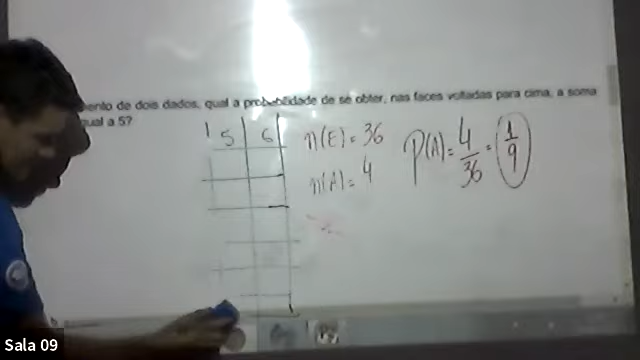 ento de dois dados, qual a probabilidade de se obter, nas faces voltadas para cima, a soma
ual a 5?
1 5 6
n(E) = 36
n(A) = 4
P(A) = 4/36 = 1/9
Sala 09